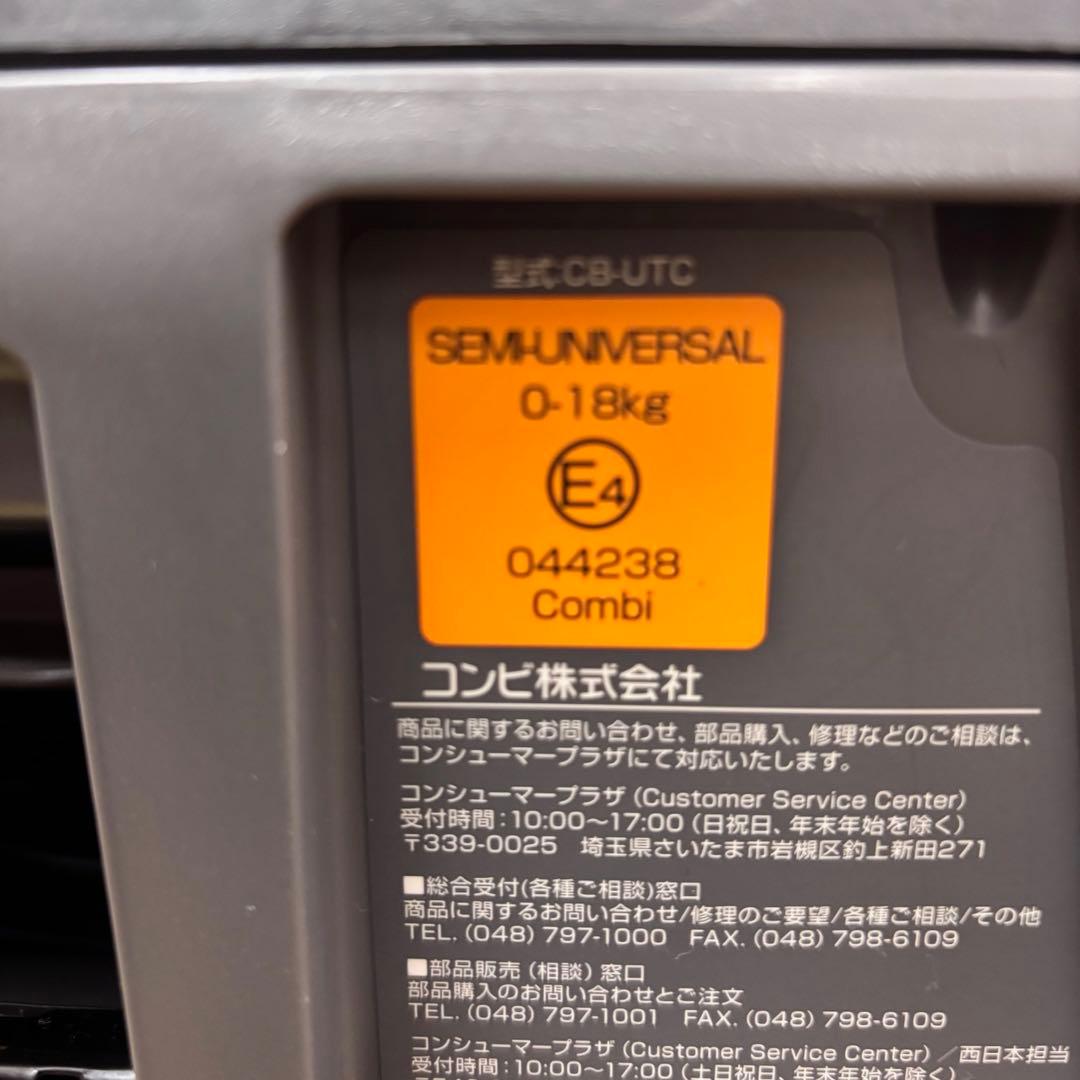 型式:CB-UTC
SEMI-UNIVERSAL
0-18kg
E4
044238
Combi
コンビ株式会社
商品に関するお問い合わせ、部品購入、修理などのご相談は、
コンシューマープラザにて対応いたします。
コンシューマープラザ (Customer Service Center)
受付時間:10:00~17:00 (日祝日、年末年始を除く)
〒339-0025 埼玉県さいたま市岩槻区釣上新田271
■総合受付(各種ご相談)窓口
商品に関するお問い合わせ/修理のご要望/各種ご相談/その他
TEL. (048) 797-1000 FAX. (048) 798-6109
■部品販売 (相談) 窓口
部品購入のお問い合わせとご注文
TEL. (048) 797-1001 FAX. (048) 798-6109
コンシューマープラザ (Customer Service Center) /西日本担当
受付時間:10:00~17:00 (土日祝日、年末年始を除く)